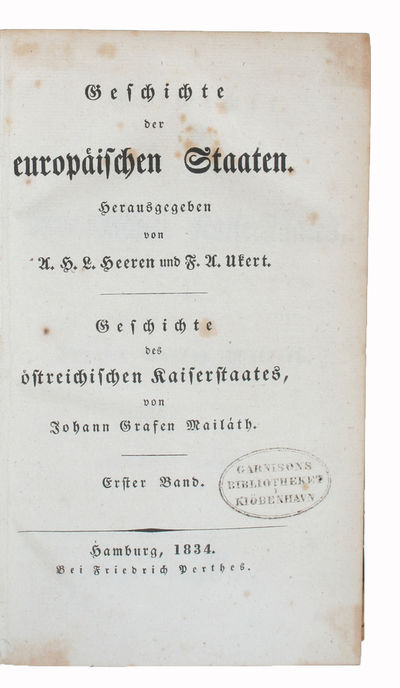 Geschichte
der
europäischen Staaten.
Herausgegeben
von
A. H. L. Heeren und F. A. Ukert.
Geschichte
des
östreichischen Kaiserstaates,
von
Johann Grafen Mailáth.
Erster Band.
GARNISONS
BIBLIOTHEKET
I
KIÖBENHAVN
Hamburg, 1834.
Bei Friedrich Perthes.